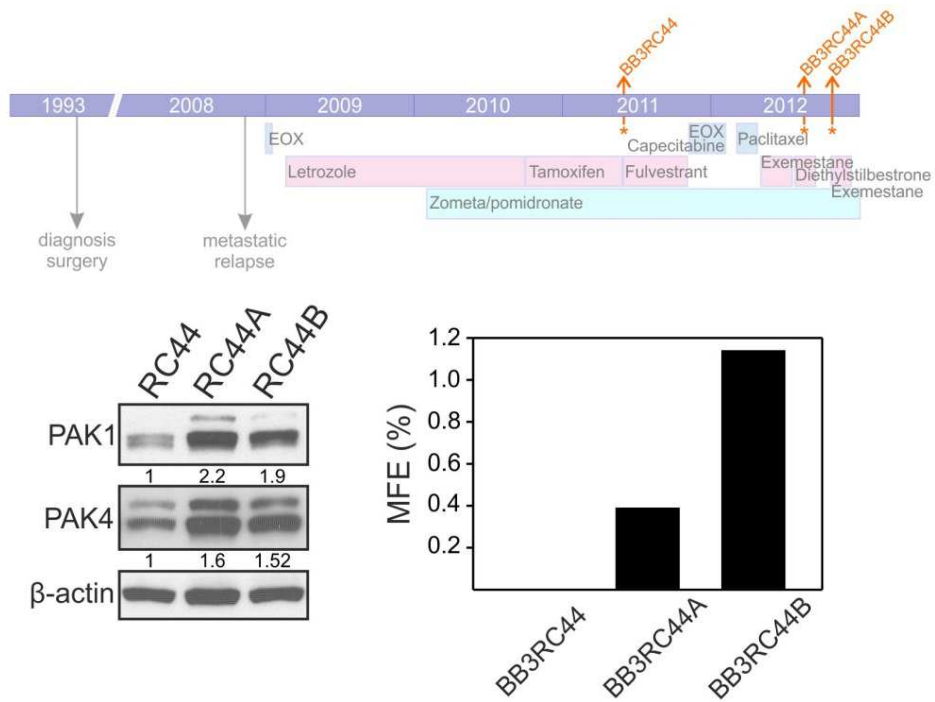 BB3RC44
BB3RC44A
BB3RC44B
1993
2008
2009
2010
2011
2012
*
*
*
EOX
EOX
Capecitabine
Paclitaxel
Letrozole
Tamoxifen
Fulvestrant
Exemestane
Diethylstilbestrone
Exemestane
Zometa/pomidronate
diagnosis
surgery
metastatic
relapse
RC44
RC44A
RC44B
PAK1
1 2.2 1.9
PAK4
1 1.6 1.52
β-actin
MFE (%)
1.2
1.0
0.8
0.6
0.4
0.2
BB3RC44
BB3RC44A
BB3RC44B